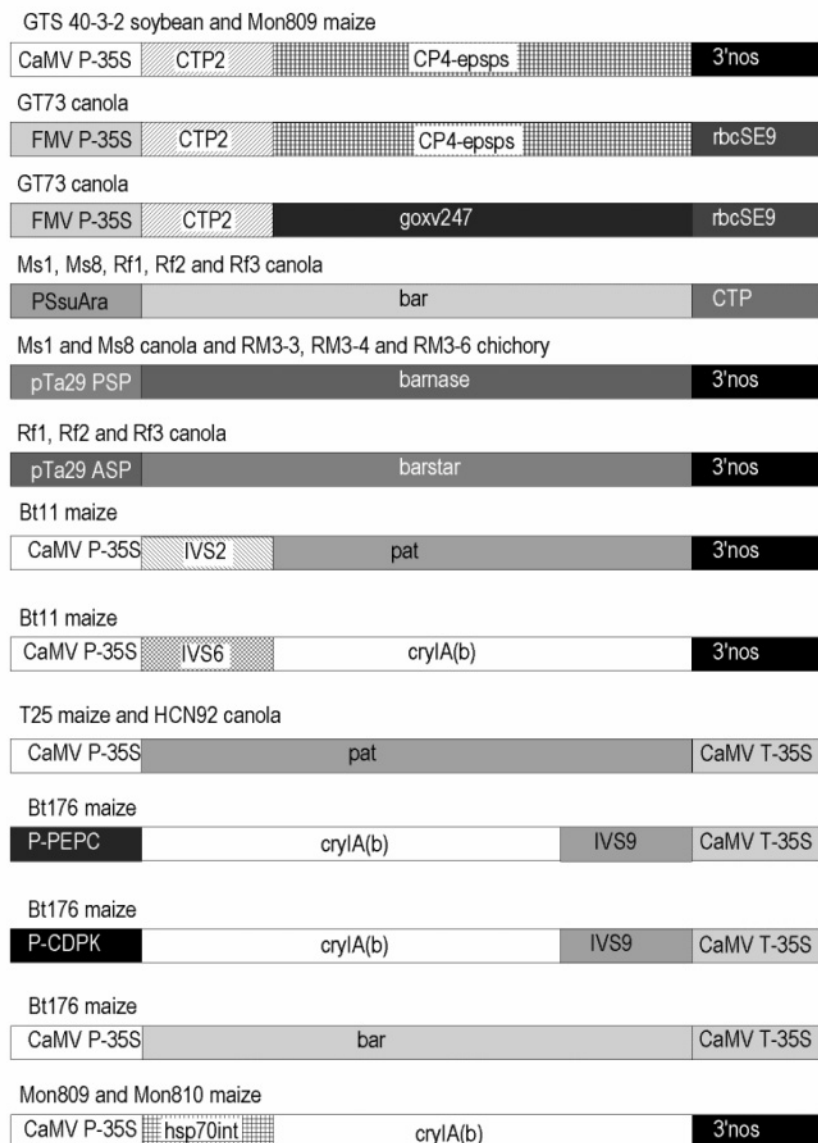 GTS 40-3-2 soybean and Mon809 maize
CaMV P-35S CTP2 CP4-epsps 3'nos
GT73 canola
FMV P-35S CTP2 CP4-epsps rbcSE9
GT73 canola
FMV P-35S CTP2 goxv247 rbcSE9
Ms1, Ms8, Rf1, Rf2 and Rf3 canola
PSsuAra bar CTP
Ms1 and Ms8 canola and RM3-3, RM3-4 and RM3-6 chichory
pTa29 PSP barnase 3'nos
Rf1, Rf2 and Rf3 canola
pTa29 ASP barstar 3'nos
Bt11 maize
CaMV P-35S IVS2 pat 3'nos
Bt11 maize
CaMV P-35S IVS6 cryIA(b) 3'nos
T25 maize and HCN92 canola
CaMV P-35S pat CaMV T-35S
Bt176 maize
P-PEPC cryIA(b) IVS9 CaMV T-35S
Bt176 maize
P-CDPK cryIA(b) IVS9 CaMV T-35S
Bt176 maize
CaMV P-35S bar CaMV T-35S
Mon809 and Mon810 maize
CaMV P-35S hsp70int cryIA(b) 3'nos